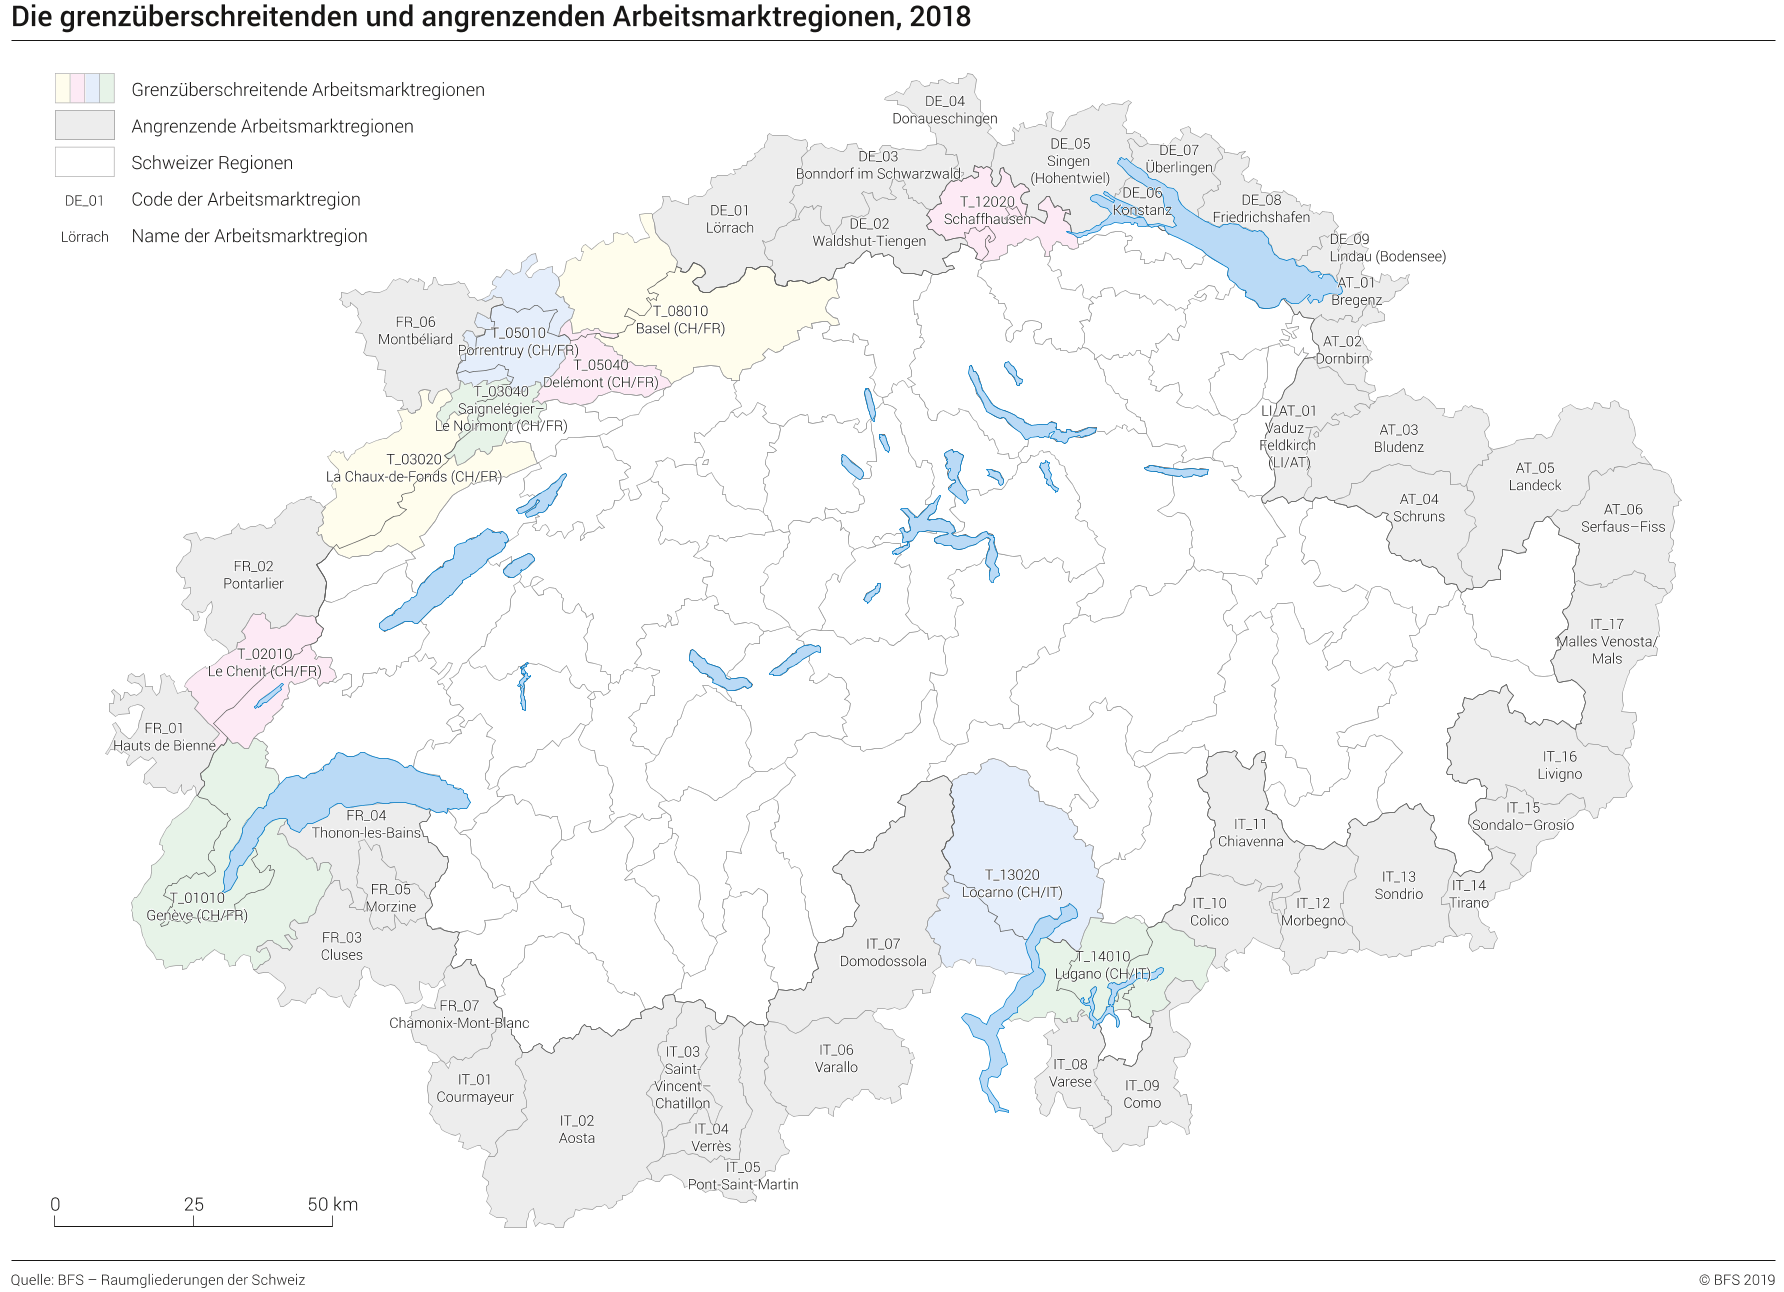 Die grenzüberschreitenden und angrenzenden Arbeitsmarktregionen, 2018
Grenzüberschreitende Arbeitsmarktregionen
Angrenzende Arbeitsmarktregionen
Schweizer Regionen
DE_01 Code der Arbeitsmarktregion
Lörrach Name der Arbeitsmarktregion
DE_04
Donaueschingen
DE_05
Singen
(Hohentwiel)
DE_07
Überlingen
DE_03
Bonndorf im Schwarzwald
DE_06
Konstanz
DE_08
Friedrichshafen
DE_01
Lörrach
T_12020
Schaffhausen
DE_02
Waldshut-Tiengen
DE_09
Lindau (Bodensee)
AT_01
Bregenz
FR_06
Montbéliard
T_05010
Porrentruy (CH/FR)
T_08010
Basel (CH/FR)
AT_02
Dornbirn
T_05040
Delémont (CH/FR)
T_03040
Saignelégier–
Le Noirmont (CH/FR)
LI/AT_01
Vaduz–
Feldkirch
(LI/AT)
AT_03
Bludenz
T_03020
La Chaux-de-Fonds (CH/FR)
AT_05
Landeck
AT_04
Schruns
AT_06
Serfaus–Fiss
FR_02
Pontarlier
IT_17
Malles Venosta/
Mals
T_02010
Le Chenit (CH/FR)
FR_01
Hauts de Bienne
IT_16
Livigno
FR_04
Thonon-les-Bains
IT_11
Chiavenna
IT_15
Sondalo–Grosio
T_01010
Genève (CH/FR)
FR_05
Morzine
T_13020
Locarno (CH/IT)
IT_13
Sondrio
IT_14
Tirano
IT_10
Colico
IT_12
Morbegno
FR_03
Cluses
IT_07
Domodossola
T_14010
Lugano (CH/IT)
FR_07
Chamonix-Mont-Blanc
IT_01
Courmayeur
IT_03
Saint-
Vincent–
Chatillon
IT_06
Varallo
IT_08
Varese
IT_09
Como
IT_02
Aosta
IT_04
Verrès
IT_05
Pont-Saint-Martin
0 25 50 km
Quelle: BFS – Raumgliederungen der Schweiz
© BFS 2019